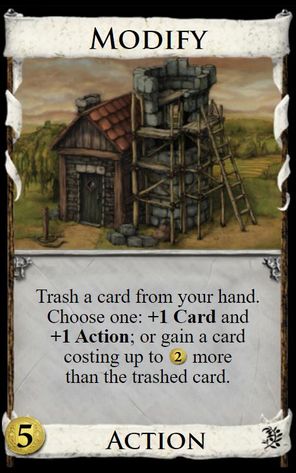 MODIFY
Trash a card from your hand.
Choose one: +1 Card and
+1 Action; or gain a card
costing up to 2 more
than the trashed card.
5 ACTION